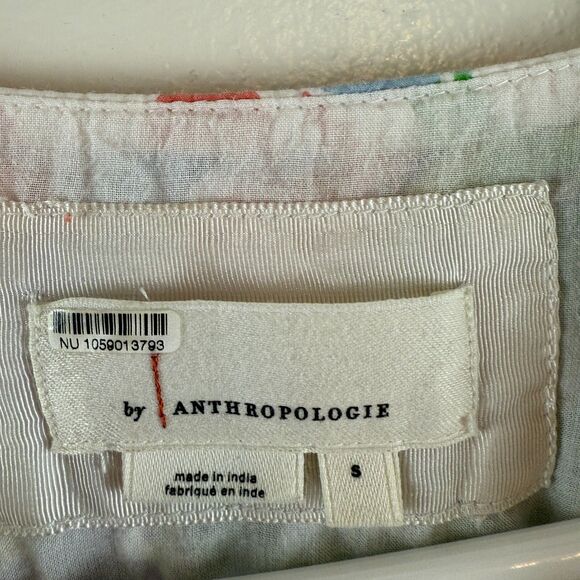 NU 1059013793
by ANTHROPOLOGIE
made in india
fabriqué en inde
S